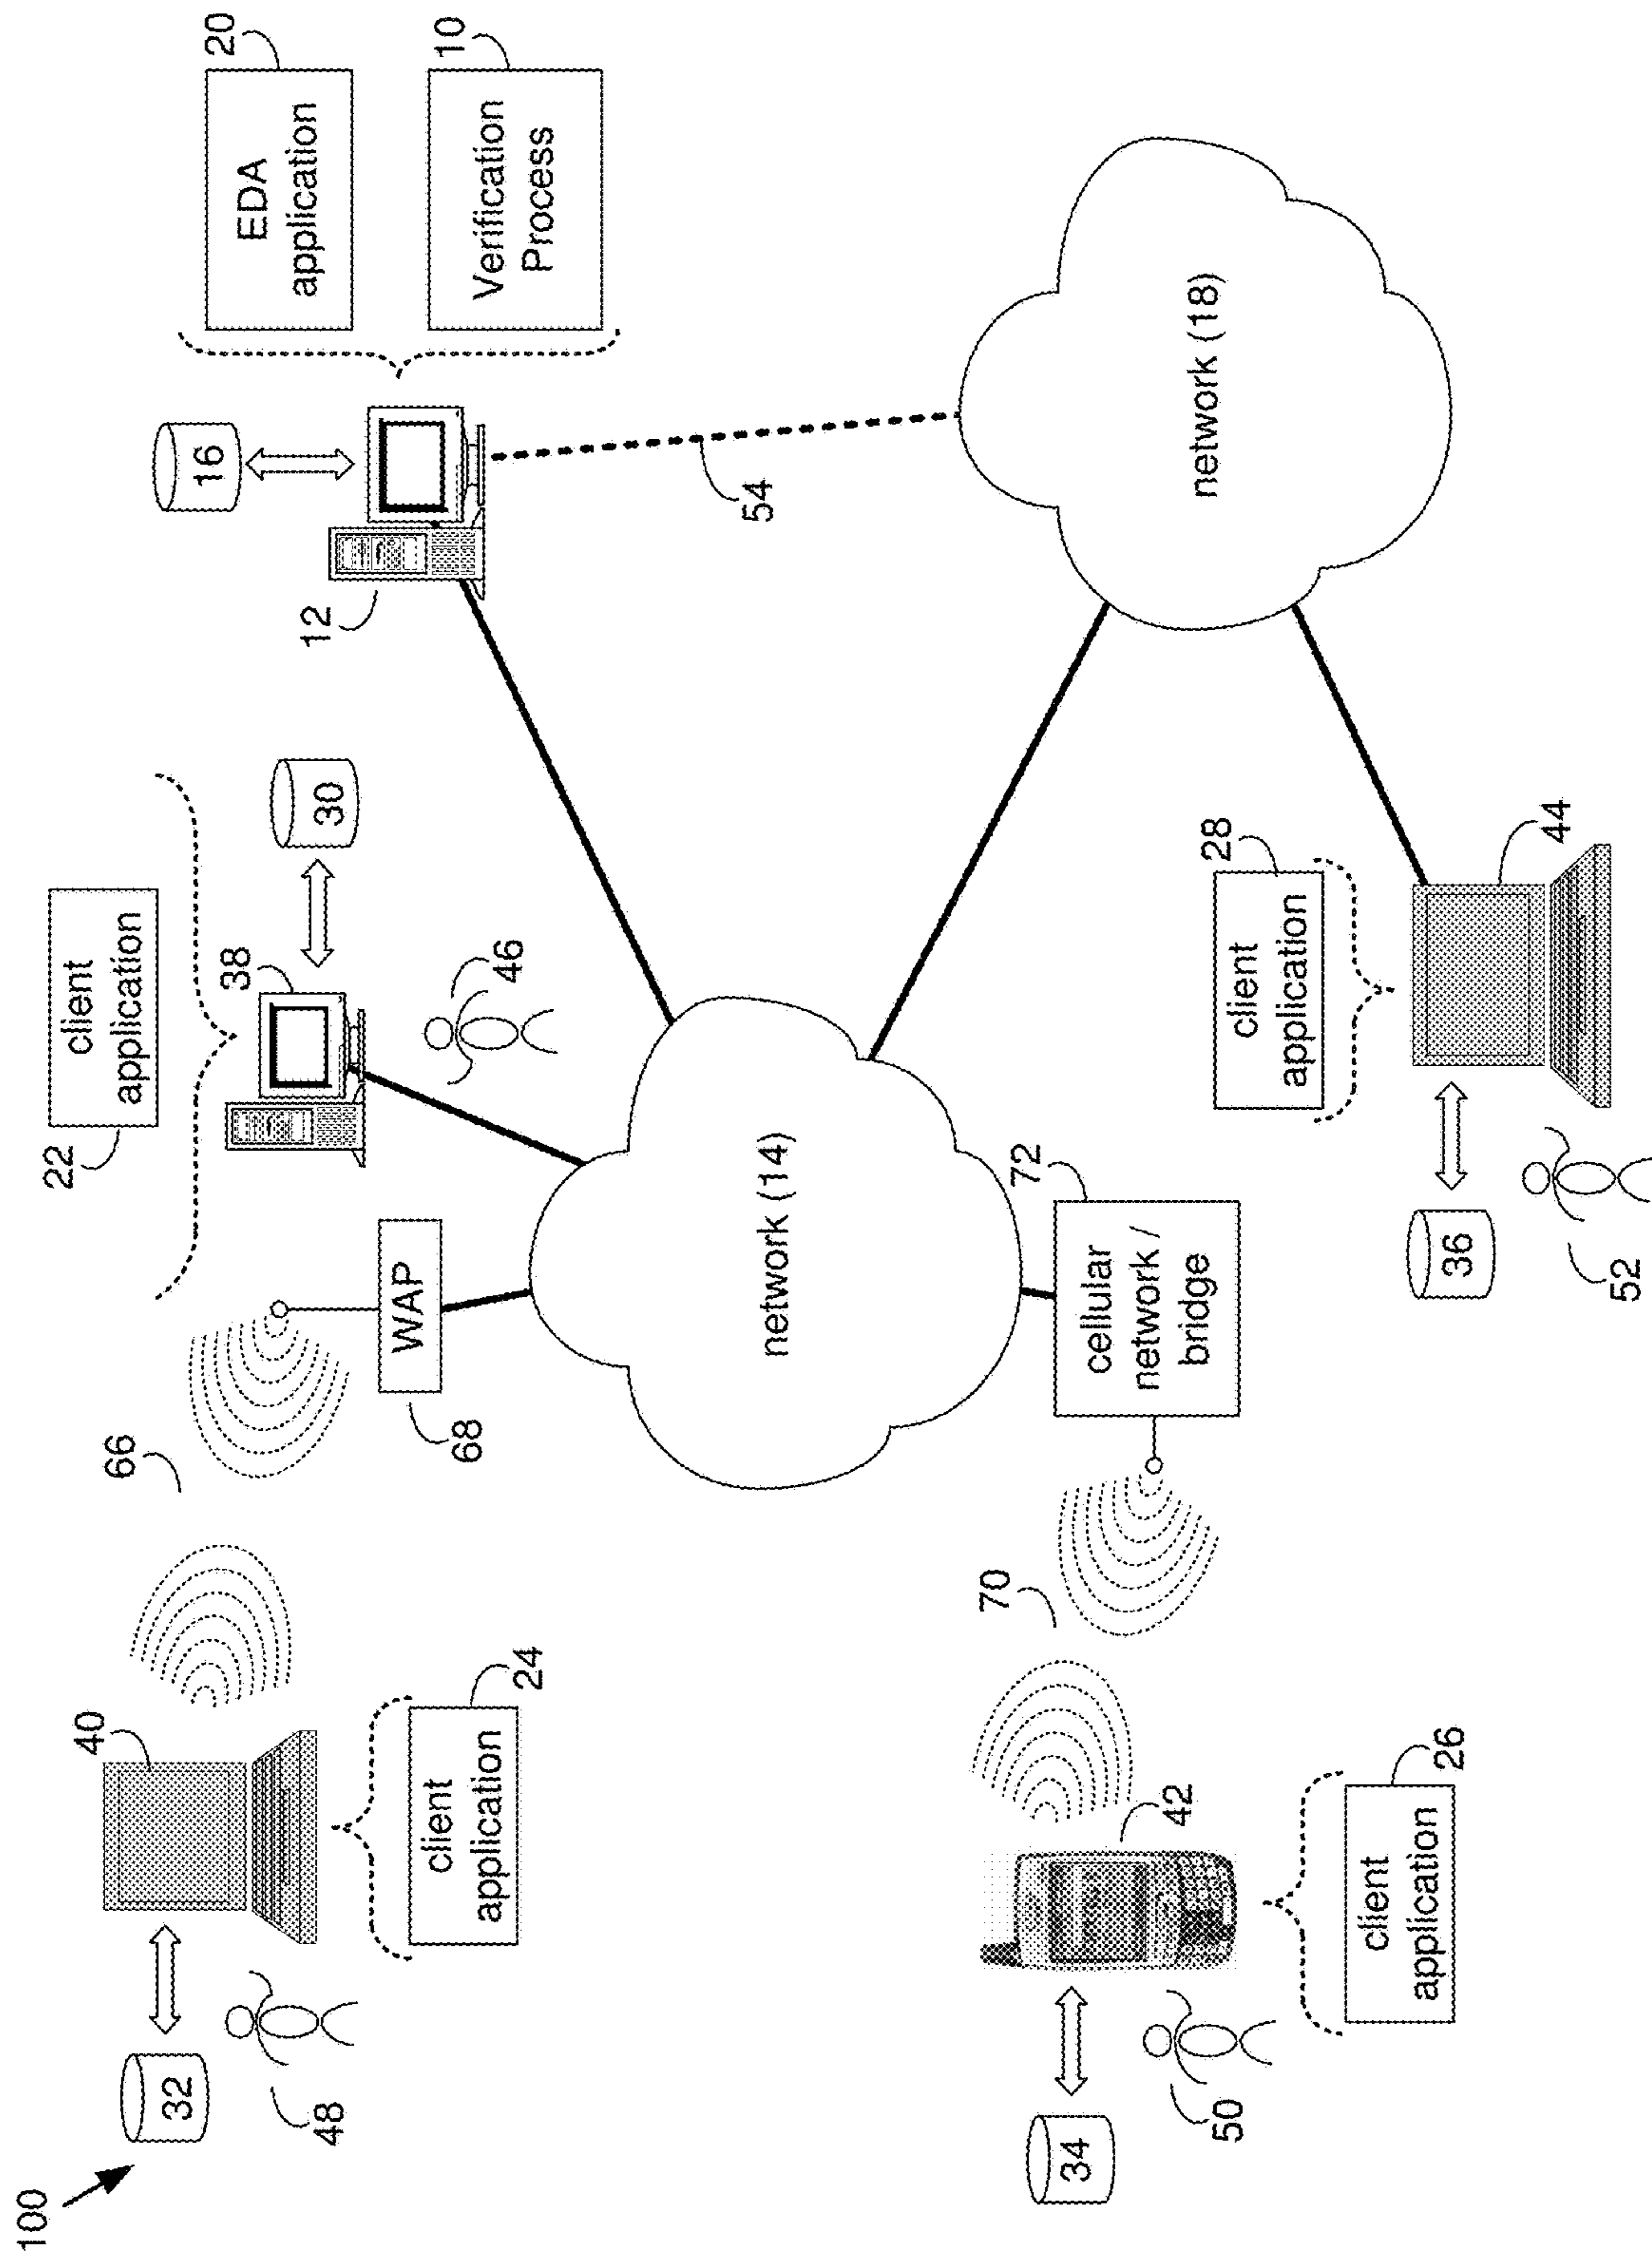 100
32
48
40
client
application
24
66
22
client
application
38
30
46
WAP
68
16
12
EDA
application
20
Verification
Process
10
54
network (14)
network (18)
72
cellular
network /
bridge
70
34
50
42
client
application
26
28
client
application
44
36
52